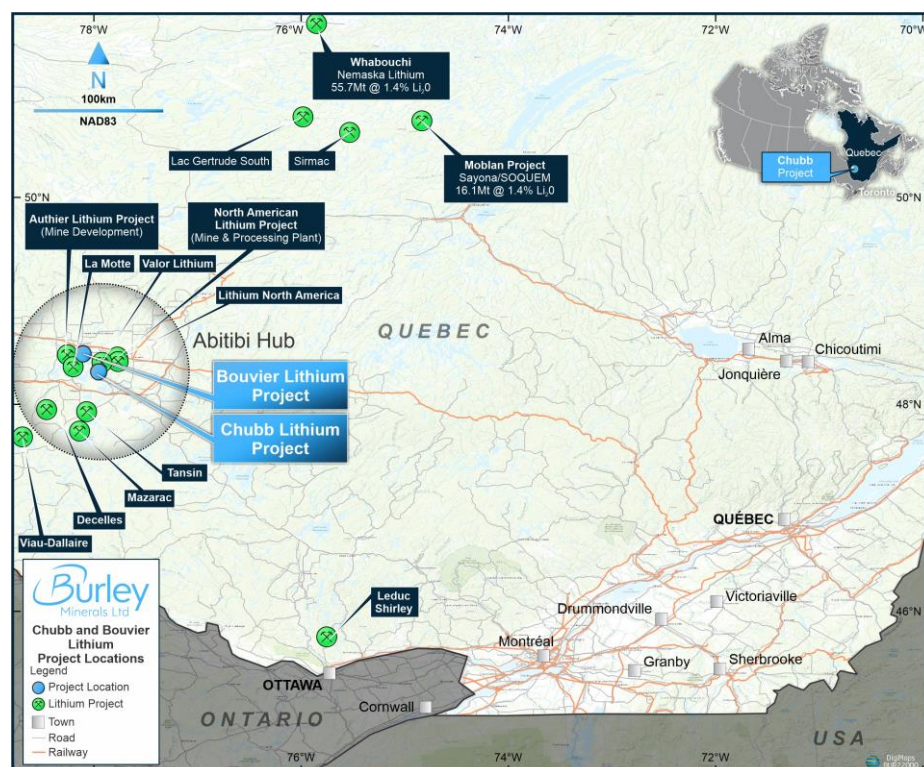 78°W
76°W
74°W
72°W
70°W
N
100km
NAD83
Whabouchi
Nemaska Lithium
55.7Mt @ 1.4% Li₂0
Lac Gertrude South
Sirmac
Moblan Project
Sayona/SOQUEM
16.1Mt @ 1.4% Li₂0
Quebec
Chubb
Project
Toronto
50°N
50°N
Authier Lithium Project
(Mine Development)
North American
Lithium Project
(Mine & Processing Plant)
La Motte
Valor Lithium
Lithium North America
QUEBEC
Abitibi Hub
Alma
Chicoutimi
Jonquière
Bouvier Lithium
Project
Chubb Lithium
Project
48°N
Tansin
Mazarac
Decelles
Viau-Dallaire
QUÉBEC
Burley
Minerals Ltd
Chubb and Bouvier
Lithium
Project Locations
Legend
Project Location
Lithium Project
Town
Road
Railway
Leduc
Shirley
46°N
Drummondville
Victoriaville
Montréal
Granby
Sherbrooke
OTTAWA
Cornwall
ONTARIO
USA
76°W
74°W
72°W
DigMaps